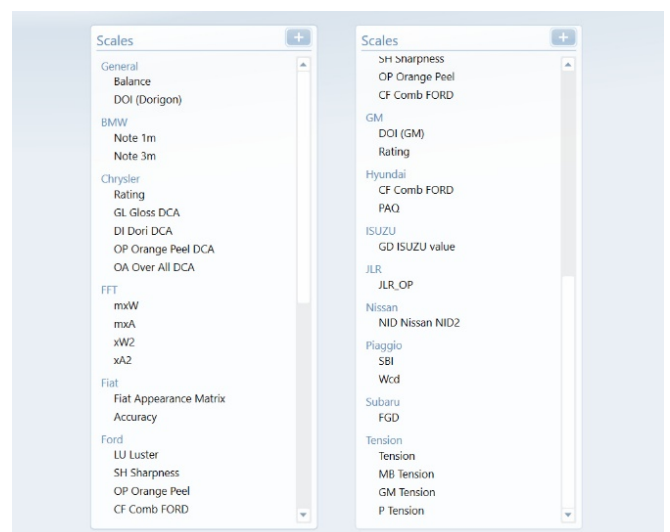 Scales
+
General
Balance
DOI (Dorigon)
BMW
Note 1m
Note 3m
Chrysler
Rating
GL Gloss DCA
DI Dori DCA
OP Orange Peel DCA
OA Over All DCA
FFT
mxW
mxA
xW2
xA2
Fiat
Fiat Appearance Matrix
Accuracy
Ford
LU Luster
SH Sharpness
OP Orange Peel
CF Comb FORD
Scales
+
SH Sharpness
OP Orange Peel
CF Comb FORD
GM
DOI (GM)
Rating
Hyundai
CF Comb FORD
PAQ
ISUZU
GD ISUZU value
JLR
JLR_OP
Nissan
NID Nissan NID2
Piaggio
SBI
Wcd
Subaru
FGD
Tension
Tension
MB Tension
GM Tension
P Tension